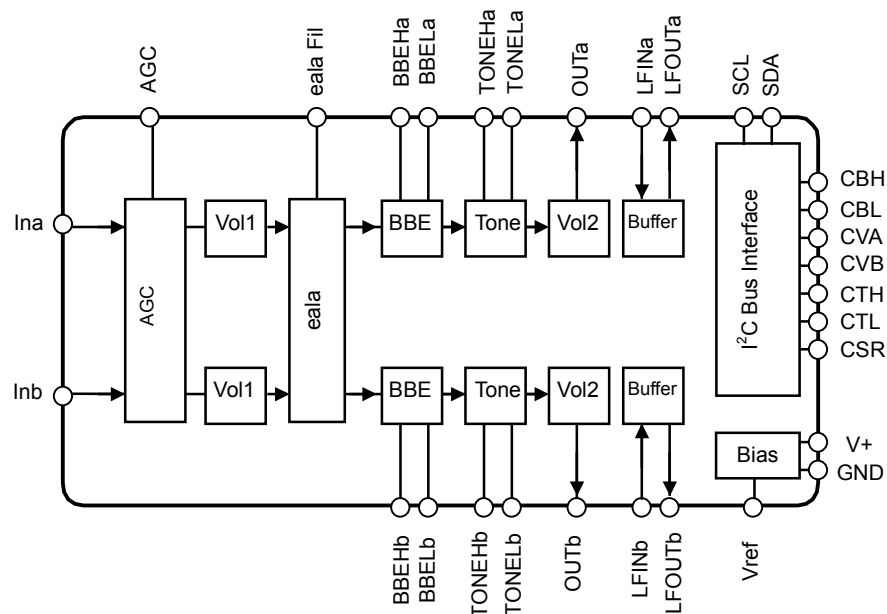 AGC
eala Fil
BBEHa
BBELa
TONEHa
TONELa
OUTa
LFINa
LFOUTa
SCL
SDA
Ina
AGC
Vol1
eala
BBE
Tone
Vol2
Buffer
I²C Bus Interface
CBH
CBL
CVA
CVB
CTH
CTL
CSR
Inb
Vol1
BBE
Tone
Vol2
Buffer
Bias
V+
GND
BBEHb
BBELb
TONEHb
TONELb
OUTb
LFINb
LFOUTb
Vref